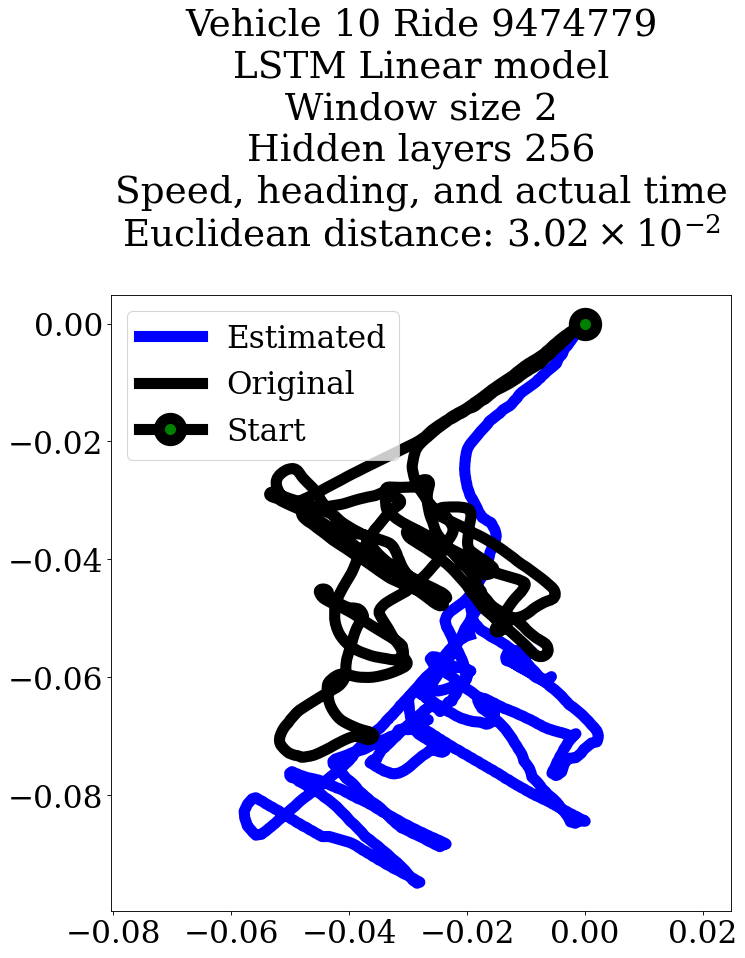 Vehicle 10 Ride 9474779
LSTM Linear model
Window size 2
Hidden layers 256
Speed, heading, and actual time
Euclidean distance: 3.02 × 10⁻²
Estimated
Original
Start
0.00
−0.02
−0.04
−0.06
−0.08
−0.08 −0.06 −0.04 −0.02 0.00 0.02